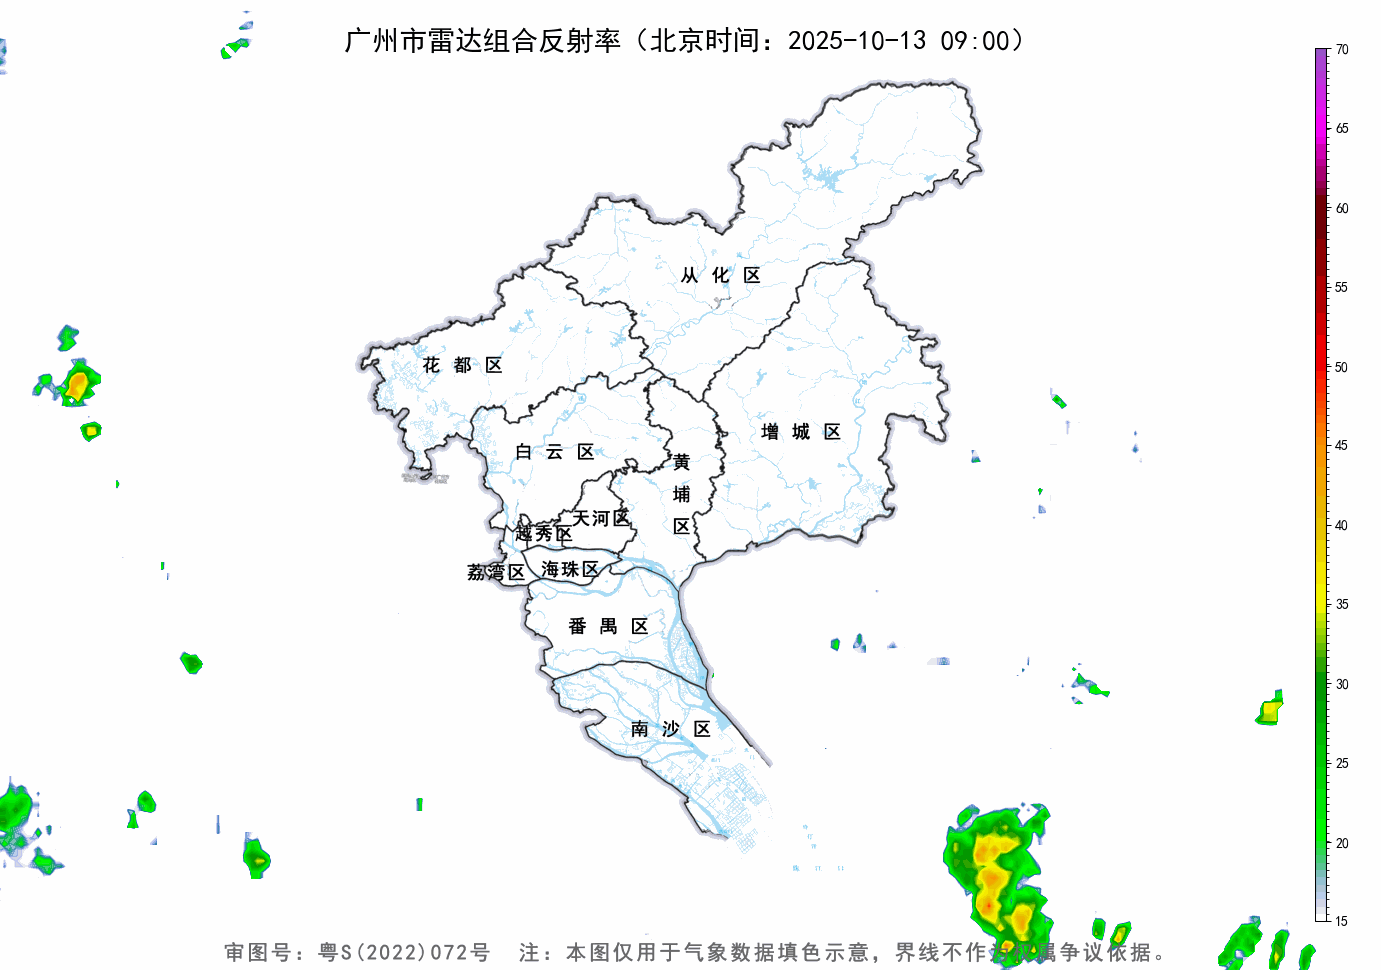 广州市雷达组合反射率（北京时间：2025-10-13 09:00）
70
65
60
55
50
45
40
35
30
25
20
15
从化区
花都区
增城区
白云区
黄埔区
天河区
越秀区
荔湾区
海珠区
番禺区
南沙区
审图号：粤S(2022)072号 注：本图仅用于气象数据填色示意，界线不作为权属争议依据。